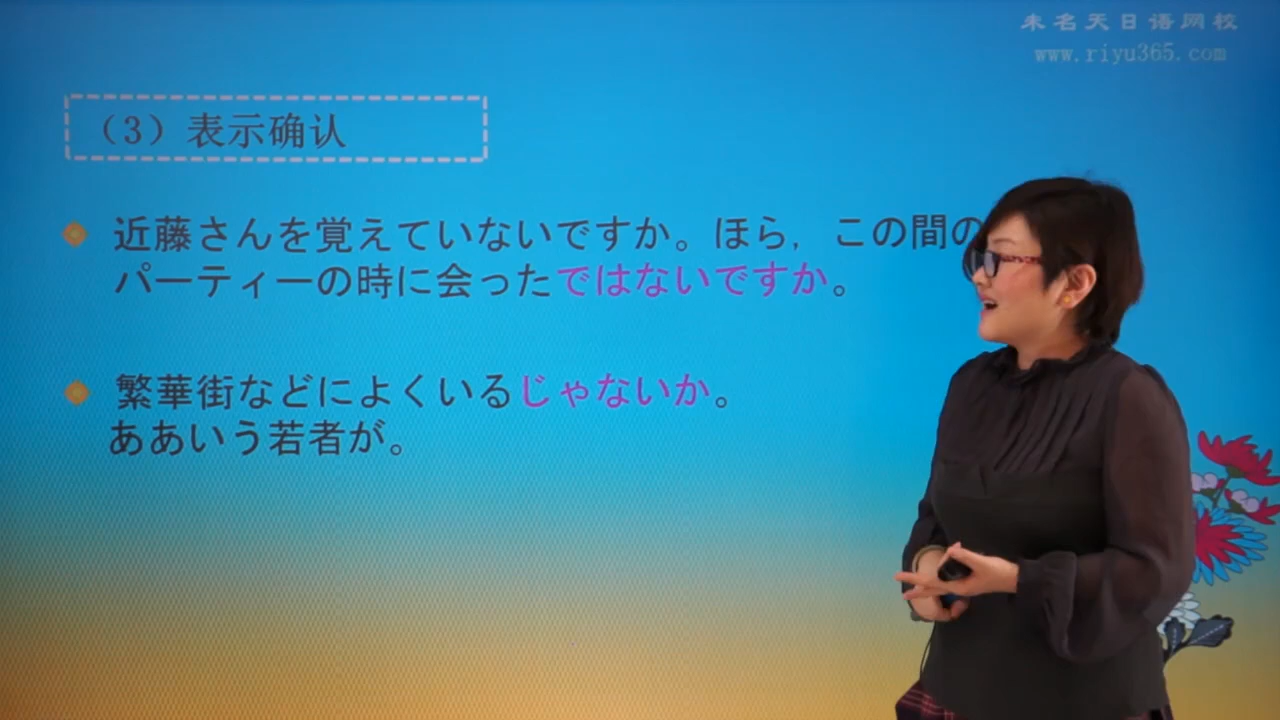 未名天日语网校
www.riyu365.com
（3）表示确认
近藤さんを覚えていないですか。ほら，この間の
パーティーの時に会ったではないですか。
繁華街などによくいるじゃないか。
ああいう若者が。